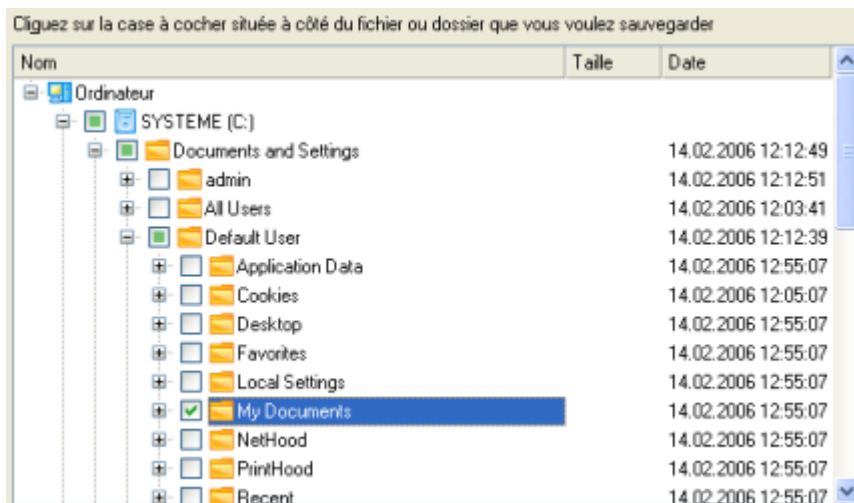 Cliguez sur la case à cocher située à côté du fichier ou dossier que vous voulez sauvegarder
Nom Taille Date
Ordinateur
SYSTEME (C:)
Documents and Settings 14.02.2006 12:12:49
admin 14.02.2006 12:12:51
All Users 14.02.2006 12:03:41
Default User 14.02.2006 12:12:39
Application Data 14.02.2006 12:55:07
Cookies 14.02.2006 12:05:07
Desktop 14.02.2006 12:55:07
Favorites 14.02.2006 12:55:07
Local Settings 14.02.2006 12:55:07
My Documents 14.02.2006 12:55:07
NetHood 14.02.2006 12:55:07
PrintHood 14.02.2006 12:55:07
Recent 14.02.2006 12:55:07